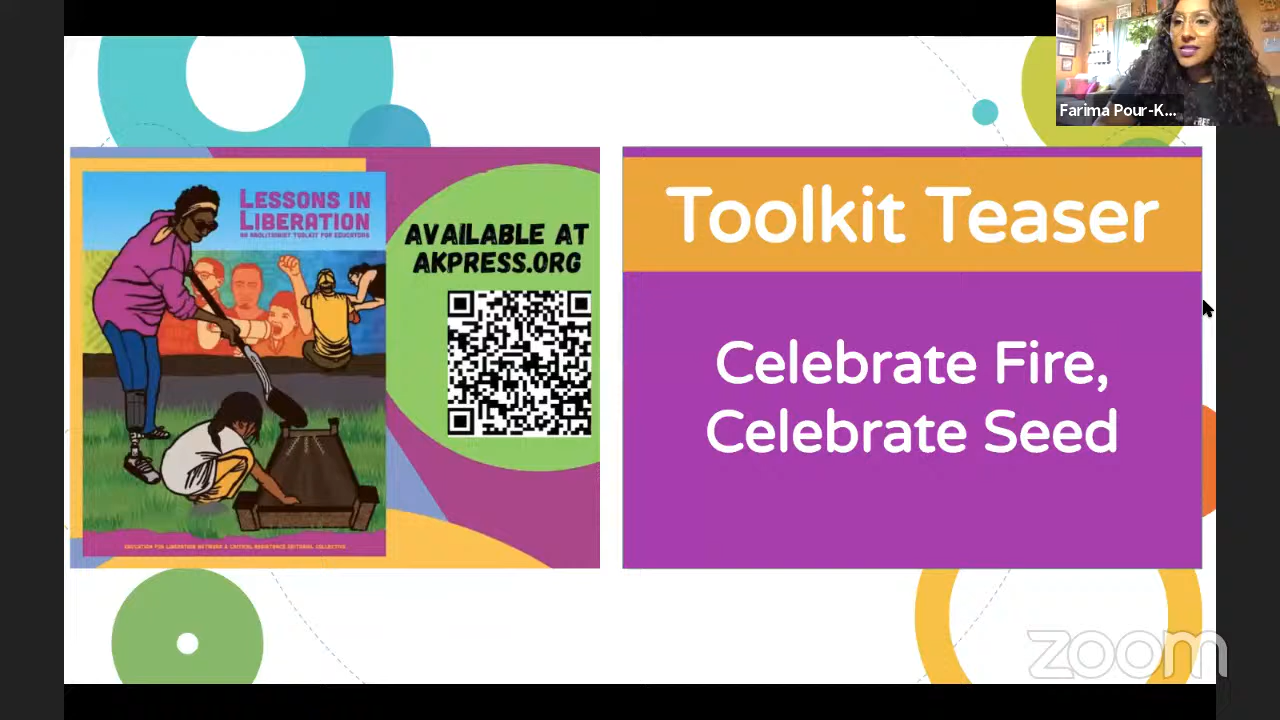 Farima Pour-K...
LESSONS IN
LIBERATION
AN ABOLITIONIST TOOLKIT FOR EDUCATORS
AVAILABLE AT
AKPRESS.ORG
EDUCATION FOR LIBERATION NETWORK & CRITICAL RESISTANCE EDITORIAL COLLECTIVE
Toolkit Teaser
Celebrate Fire,
Celebrate Seed
zoom